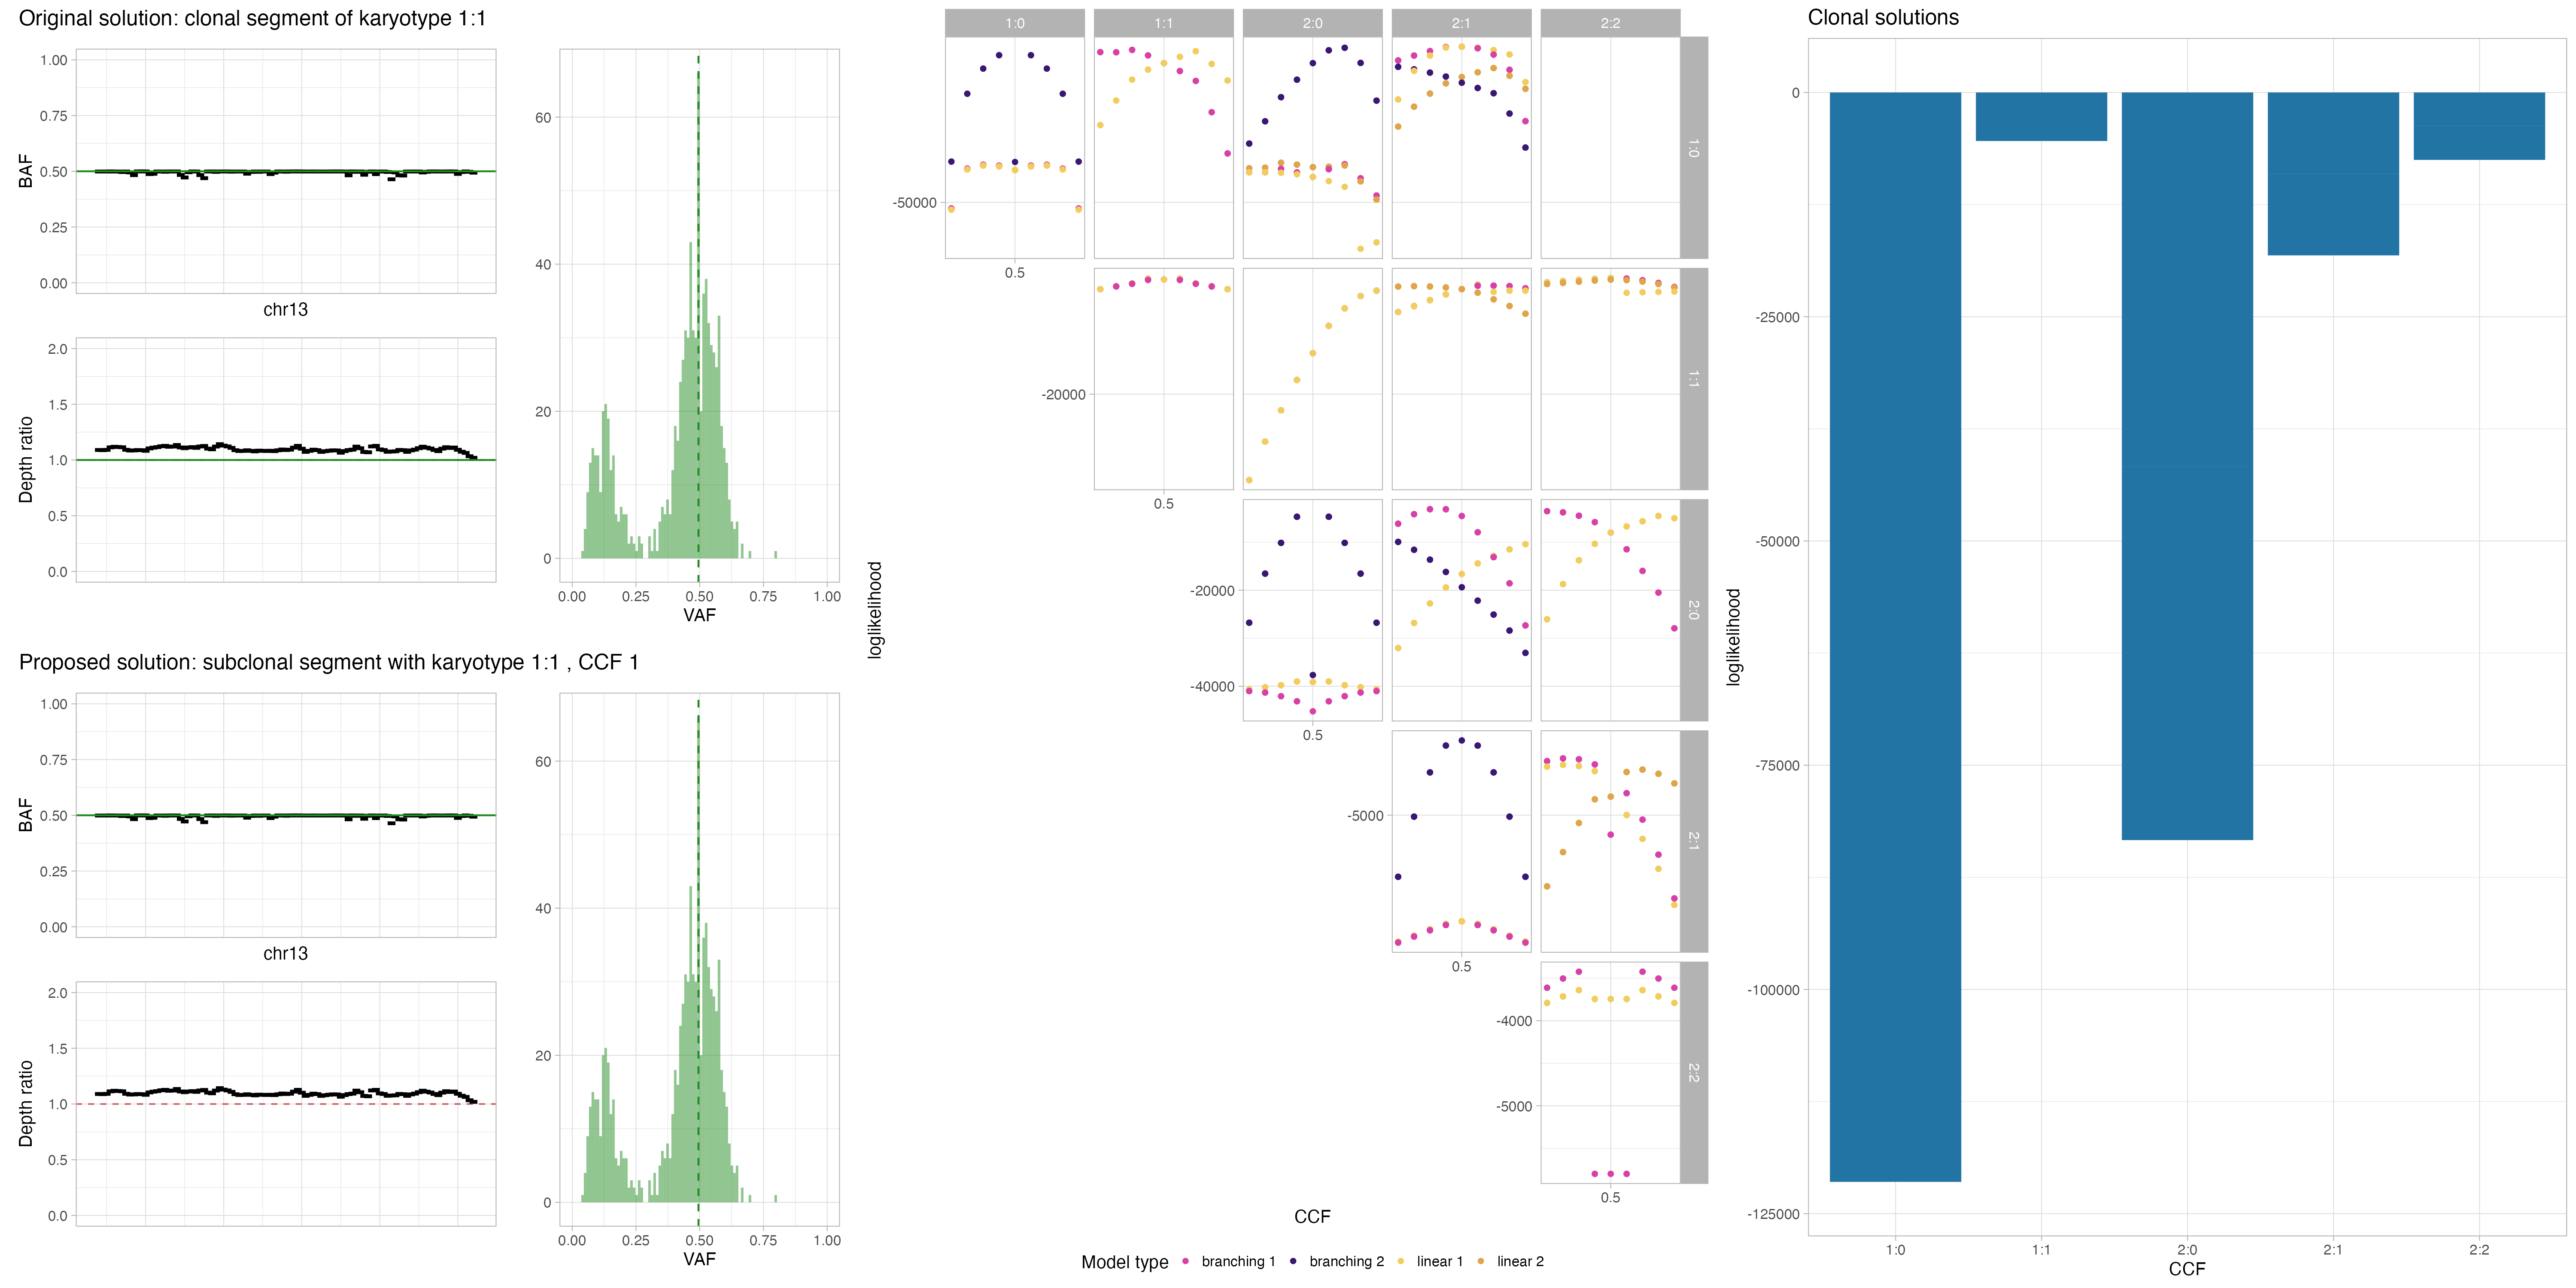 Original solution: clonal segment of karyotype 1:1
BAF
1.00
0.75
0.50
0.25
0.00
chr13
Depth ratio
2.0
1.5
1.0
0.5
0.0
60
40
20
0
0.00 0.25 0.50 0.75 1.00
VAF
Proposed solution: subclonal segment with karyotype 1:1 , CCF 1
BAF
1.00
0.75
0.50
0.25
0.00
chr13
Depth ratio
2.0
1.5
1.0
0.5
0.0
60
40
20
0
0.00 0.25 0.50 0.75 1.00
VAF
loglikelihood
1:0 1:1 2:0 2:1 2:2
-50000
1:0
0.5
-20000
1:1
0.5
-20000
-40000
2:0
0.5
-5000
2:1
0.5
-4000
-5000
2:2
0.5
CCF
Model type branching 1 branching 2 linear 1 linear 2
Clonal solutions
loglikelihood
0
-25000
-50000
-75000
-100000
-125000
1:0 1:1 2:0 2:1 2:2
CCF